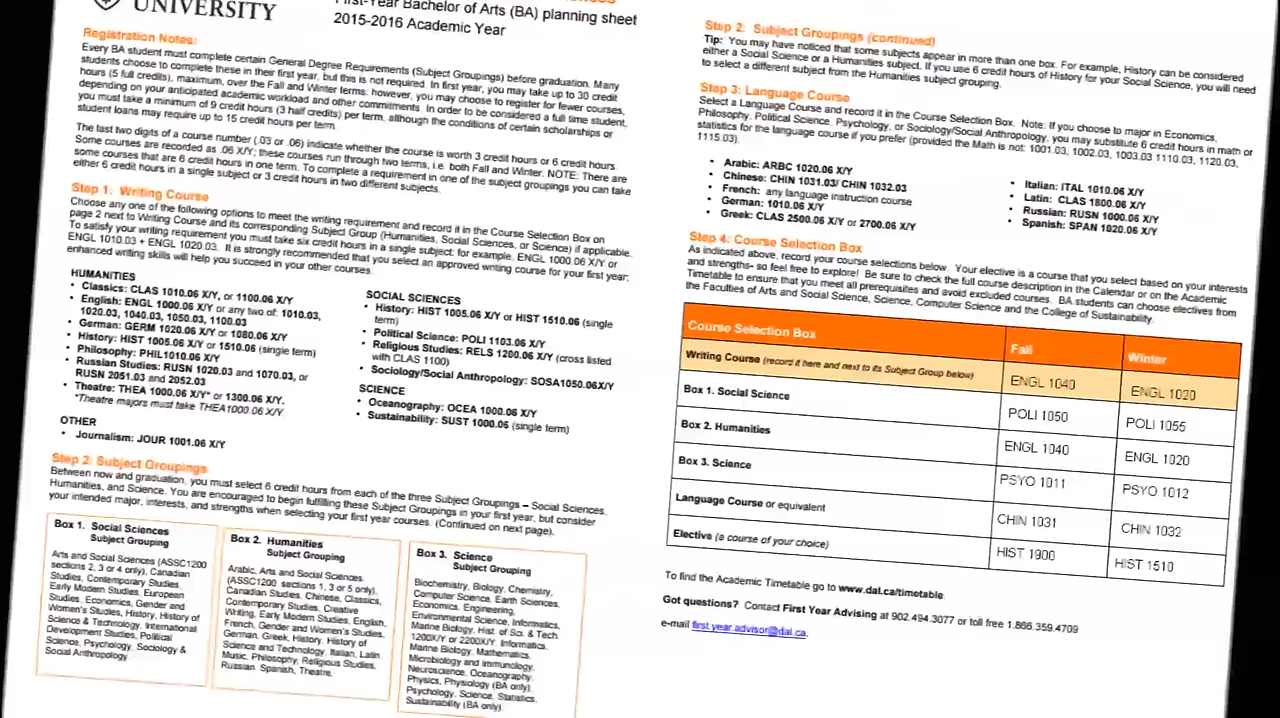 UNIVERSITY
First-Year Bachelor of Arts (BA) planning sheet
2015-2016 Academic Year
Registration Notes:
Every BA student must complete certain General Degree Requirements (Subject Groupings) before graduation. Many
students choose to complete these in their first year, but this is not required. In first year, you may take up to 30 credit
hours (5 full credits), maximum, over the Fall and Winter terms; however, you may choose to register for fewer courses,
depending on your anticipated academic workload and other commitments. In order to be considered a full time student,
you must take a minimum of 9 credit hours (3 half credits) per term, although the conditions of certain scholarships or
student loans may require up to 15 credit hours per term.
The last two digits of a course number (.03 or .06) indicate whether the course is worth 3 credit hours or 6 credit hours.
Some courses are recorded as .06 X/Y; these courses run through two terms, i.e. both Fall and Winter. NOTE: There are
some courses that are 6 credit hours in one term. To complete a requirement in one of the subject groupings you can take
either 6 credit hours in a single subject or 3 credit hours in two different subjects.
Step 1: Writing Course
Choose any one of the following options to meet the writing requirement and record it in the Course Selection Box on
page 2 next to Writing Course and its corresponding Subject Group (Humanities, Social Sciences, or Science) if applicable.
To satisfy your writing requirement you must take six credit hours in a single subject: for example, ENGL 1000.06 X/Y or
ENGL 1010.03 + ENGL 1020.03. It is strongly recommended that you select an approved writing course for your first year;
enhanced writing skills will help you succeed in your other courses.
HUMANITIES
• Classics: CLAS 1010.06 X/Y, or 1100.06 X/Y
• English: ENGL 1000.06 X/Y or any two of: 1010.03,
1020.03, 1040.03, 1050.03, 1100.03
• German: GERM 1020.06 X/Y or 1080.06 X/Y
• History: HIST 1005.06 X/Y or 1510.06 (single term)
• Philosophy: PHIL1010.06 X/Y
• Russian Studies: RUSN 1020.03 and 1070.03, or
RUSN 2051.03 and 2052.03
• Theatre: THEA 1000.06 X/Y* or 1300.06 X/Y.
*Theatre majors must take THEA1000.06 X/Y
OTHER
• Journalism: JOUR 1001.06 X/Y
SOCIAL SCIENCES
• History: HIST 1005.06 X/Y or HIST 1510.06 (single
term)
• Political Science: POLI 1103.06 X/Y
• Religious Studies: RELS 1200.06 X/Y (cross listed
with CLAS 1100)
• Sociology/Social Anthropology: SOSA1050.06X/Y
SCIENCE
• Oceanography: OCEA 1000.06 X/Y
• Sustainability: SUST 1000.06 (single term)
Step 2: Subject Groupings
Between now and graduation, you must select 6 credit hours from each of the three Subject Groupings – Social Sciences,
Humanities, and Science. You are encouraged to begin fulfilling these Subject Groupings in your first year, but consider
your intended major, interests, and strengths when selecting your first year courses. (Continued on next page).
Box 1. Social Sciences
Subject Grouping
Arts and Social Sciences (ASSC1200
sections 2, 3 or 4 only), Canadian
Studies, Contemporary Studies,
Early Modern Studies, European
Studies, Economics, Gender and
Women's Studies, History, History of
Science & Technology, International
Development Studies, Political
Science, Psychology, Sociology &
Social Anthropology
Box 2. Humanities
Subject Grouping
Arabic, Arts and Social Sciences
(ASSC1200 sections 1, 3 or 5 only),
Canadian Studies, Chinese, Classics,
Contemporary Studies, Creative
Writing, Early Modern Studies, English,
French, Gender and Women's Studies,
German, Greek, History, History of
Science and Technology, Italian, Latin,
Music, Philosophy, Religious Studies,
Russian, Spanish, Theatre.
Box 3. Science
Subject Grouping
Biochemistry, Biology, Chemistry,
Computer Science, Earth Sciences,
Economics, Engineering,
Environmental Science, Informatics,
Marine Biology, Hist. of Sci. & Tech.
1200X/Y or 2200X/Y. Informatics,
Marine Biology, Mathematics,
Microbiology and Immunology,
Neuroscience, Oceanography,
Physics, Physiology (BA only)
Psychology, Science, Statistics,
Sustainability (BA only)
Step 2: Subject Groupings (continued)
Tip: You may have noticed that some subjects appear in more than one box. For example, History can be considered
either a Social Science or a Humanities subject. If you use 6 credit hours of History for your Social Science, you will need
to select a different subject from the Humanities subject grouping.
Step 3: Language Course
Select a Language Course and record it in the Course Selection Box. Note: If you choose to major in Economics,
Philosophy, Political Science, Psychology, or Sociology/Social Anthropology, you may substitute 6 credit hours in math or
statistics for the language course if you prefer (provided the Math is not: 1001.03, 1002.03, 1003.03 1110.03, 1120.03,
1115.03).
• Arabic: ARBC 1020.06 X/Y
• Chinese: CHIN 1031.03/ CHIN 1032.03
• French: any language instruction course
• German: 1010.06 X/Y
• Greek: CLAS 2500.06 X/Y or 2700.06 X/Y
• Italian: ITAL 1010.06 X/Y
• Latin: CLAS 1800.06 X/Y
• Russian: RUSN 1000.06 X/Y
• Spanish: SPAN 1020.06 X/Y
Step 4: Course Selection Box
As indicated above, record your course selections below. Your elective is a course that you select based on your interests
and strengths- so feel free to explore! Be sure to check the full course description in the Calendar or on the Academic
Timetable to ensure that you meet all prerequisites and avoid excluded courses. BA students can choose electives from
the Faculties of Arts and Social Science, Science, Computer Science and the College of Sustainability.
Course Selection Box Fall Winter
Writing Course (record it here and next to its Subject Group below) ENGL 1040 ENGL 1020
Box 1. Social Science POLI 1050 POLI 1055
Box 2. Humanities ENGL 1040 ENGL 1020
Box 3. Science PSYO 1011 PSYO 1012
Language Course or equivalent CHIN 1031 CHIN 1032
Elective (a course of your choice) HIST 1900 HIST 1510
To find the Academic Timetable go to www.dal.ca/timetable.
Got questions? Contact First Year Advising at 902.494.3077 or toll free 1.866.359.4709
e-mail first.year.advisor@dal.ca.